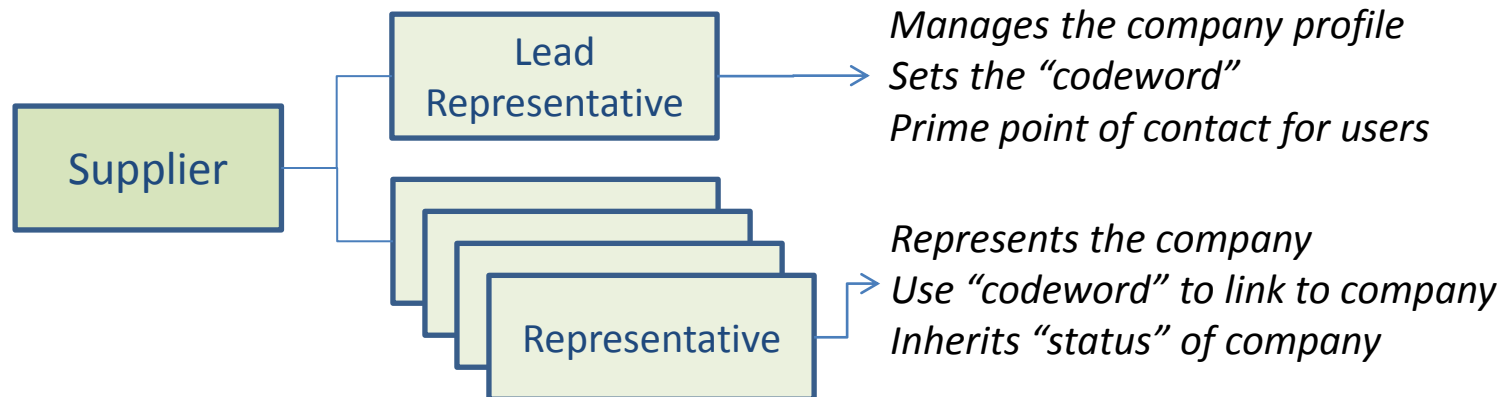 Supplier
Lead
Representative
Manages the company profile
Sets the “codeword”
Prime point of contact for users
Representative
Represents the company
Use “codeword” to link to company
Inherits “status” of company